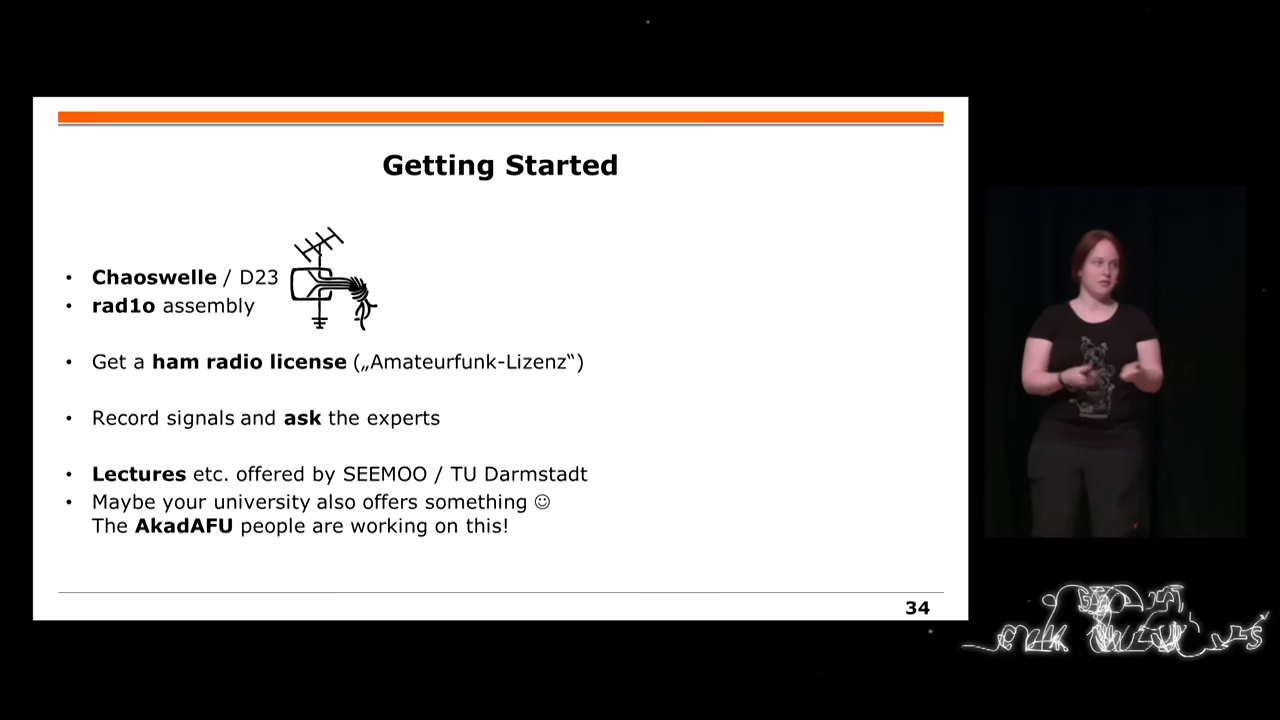 Getting Started
• Chaoswelle / D23
• rad1o assembly
• Get a ham radio license („Amateurfunk-Lizenz“)
• Record signals and ask the experts
• Lectures etc. offered by SEEMOO / TU Darmstadt
• Maybe your university also offers something ☺
The AkadAFU people are working on this!
34